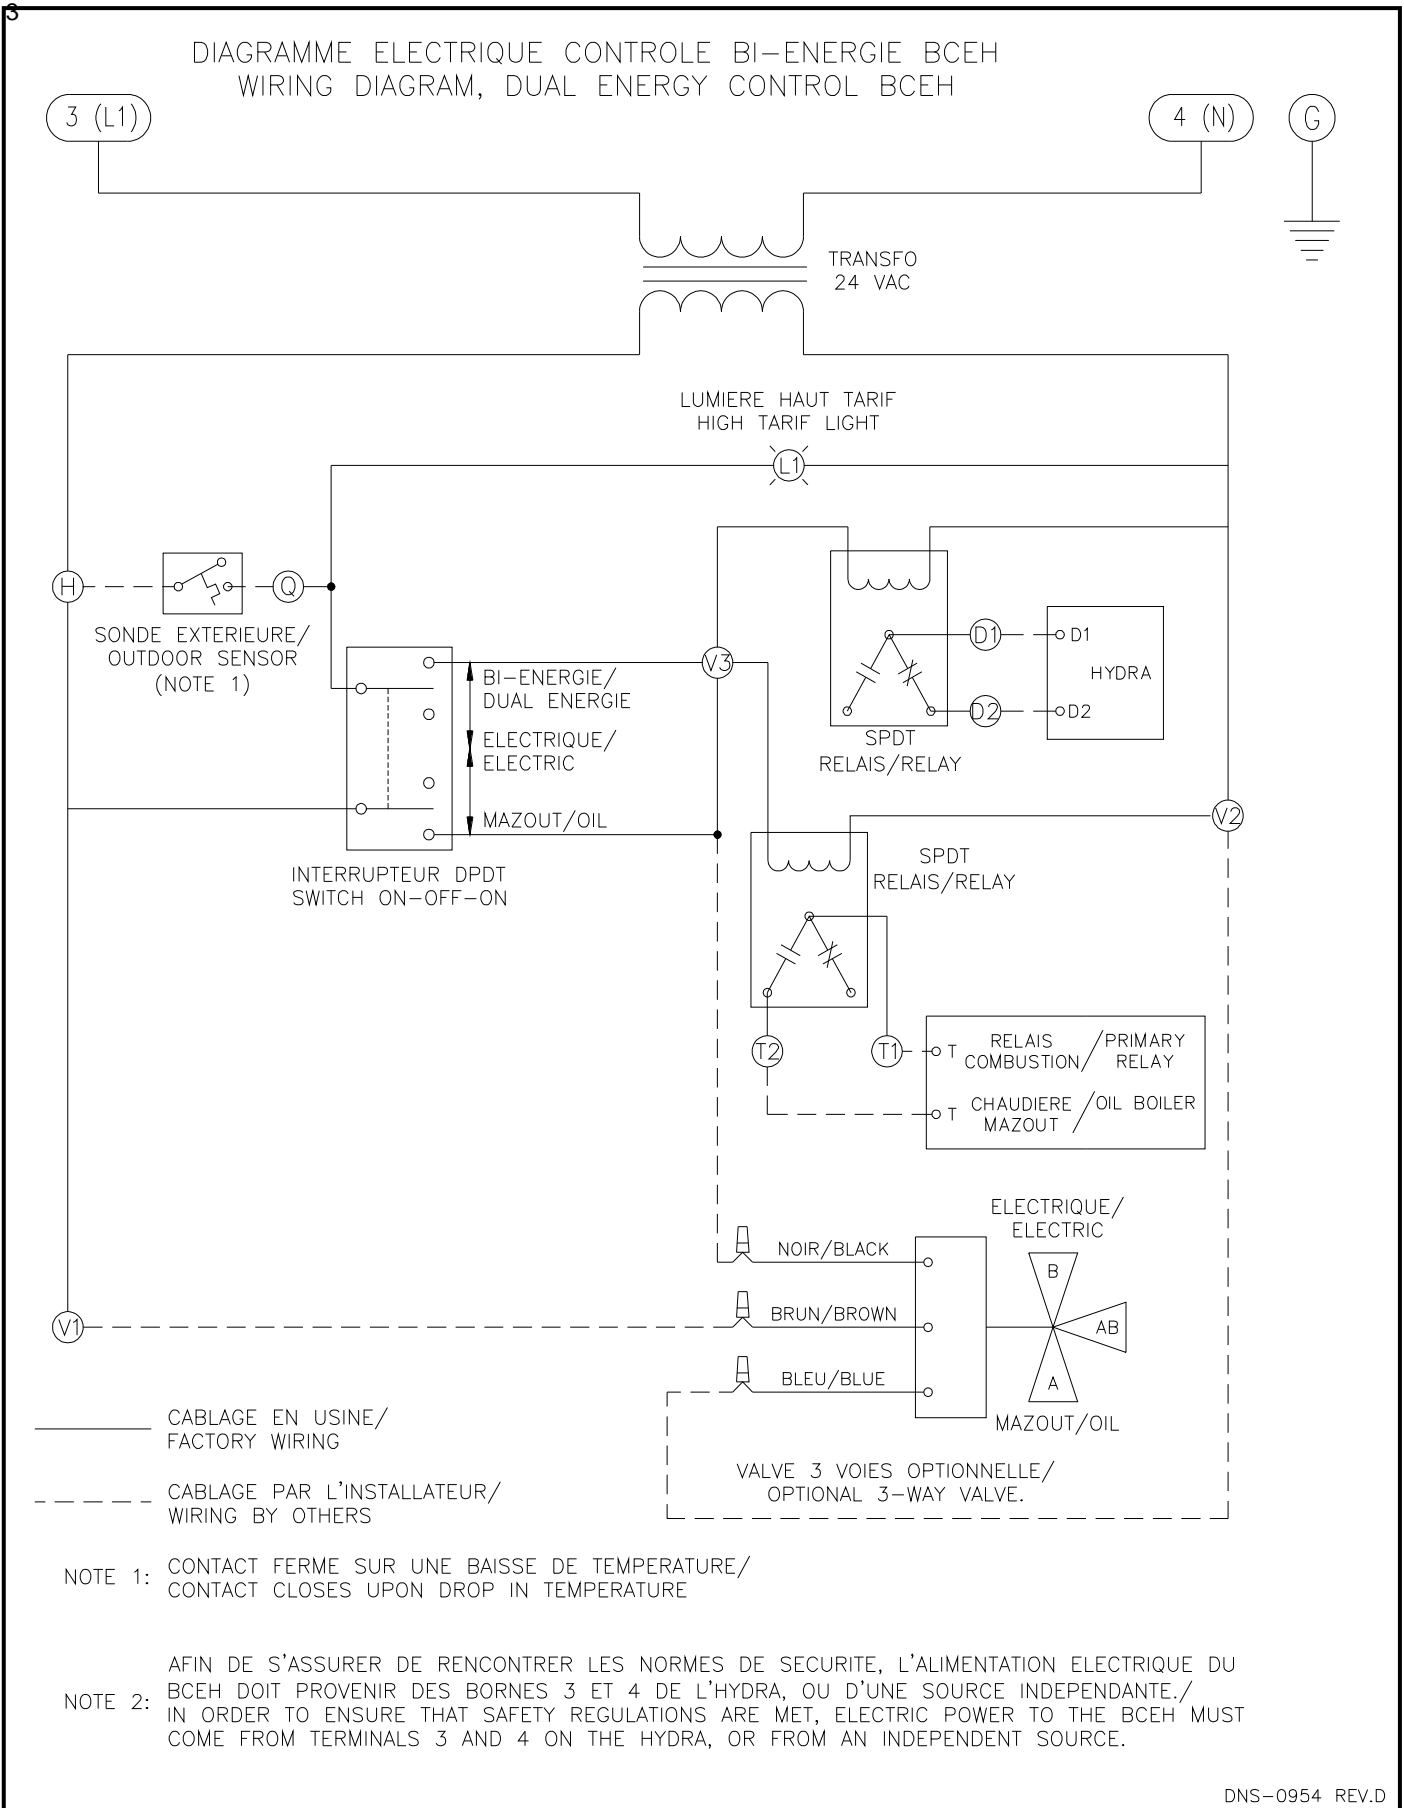 3
DIAGRAMME ELECTRIQUE CONTROLE BI-ENERGIE BCEH
WIRING DIAGRAM, DUAL ENERGY CONTROL BCEH
3 (L1)
4 (N)
G
TRANSFO
24 VAC
LUMIERE HAUT TARIF
HIGH TARIF LIGHT
L1
H
Q
SONDE EXTERIEURE/
OUTDOOR SENSOR
(NOTE 1)
V3
D1
D1
HYDRA
D2
D2
SPDT
RELAIS/RELAY
BI-ENERGIE/
DUAL ENERGIE
ELECTRIQUE/
ELECTRIC
MAZOUT/OIL
V2
INTERRUPTEUR DPDT
SWITCH ON-OFF-ON
SPDT
RELAIS/RELAY
T2
T1
T
RELAIS
COMBUSTION
/PRIMARY
RELAY
T
CHAUDIERE
MAZOUT
/OIL BOILER
ELECTRIQUE/
ELECTRIC
NOIR/BLACK
B
V1
BRUN/BROWN
AB
BLEU/BLUE
A
MAZOUT/OIL
CABLAGE EN USINE/
FACTORY WIRING
VALVE 3 VOIES OPTIONNELLE/
OPTIONAL 3-WAY VALVE.
CABLAGE PAR L'INSTALLATEUR/
WIRING BY OTHERS
NOTE 1:
CONTACT FERME SUR UNE BAISSE DE TEMPERATURE/
CONTACT CLOSES UPON DROP IN TEMPERATURE
NOTE 2:
AFIN DE S'ASSURER DE RENCONTRER LES NORMES DE SECURITE, L'ALIMENTATION ELECTRIQUE DU
BCEH DOIT PROVENIR DES BORNES 3 ET 4 DE L'HYDRA, OU D'UNE SOURCE INDEPENDANTE./
IN ORDER TO ENSURE THAT SAFETY REGULATIONS ARE MET, ELECTRIC POWER TO THE BCEH MUST
COME FROM TERMINALS 3 AND 4 ON THE HYDRA, OR FROM AN INDEPENDENT SOURCE.
DNS-0954 REV.D